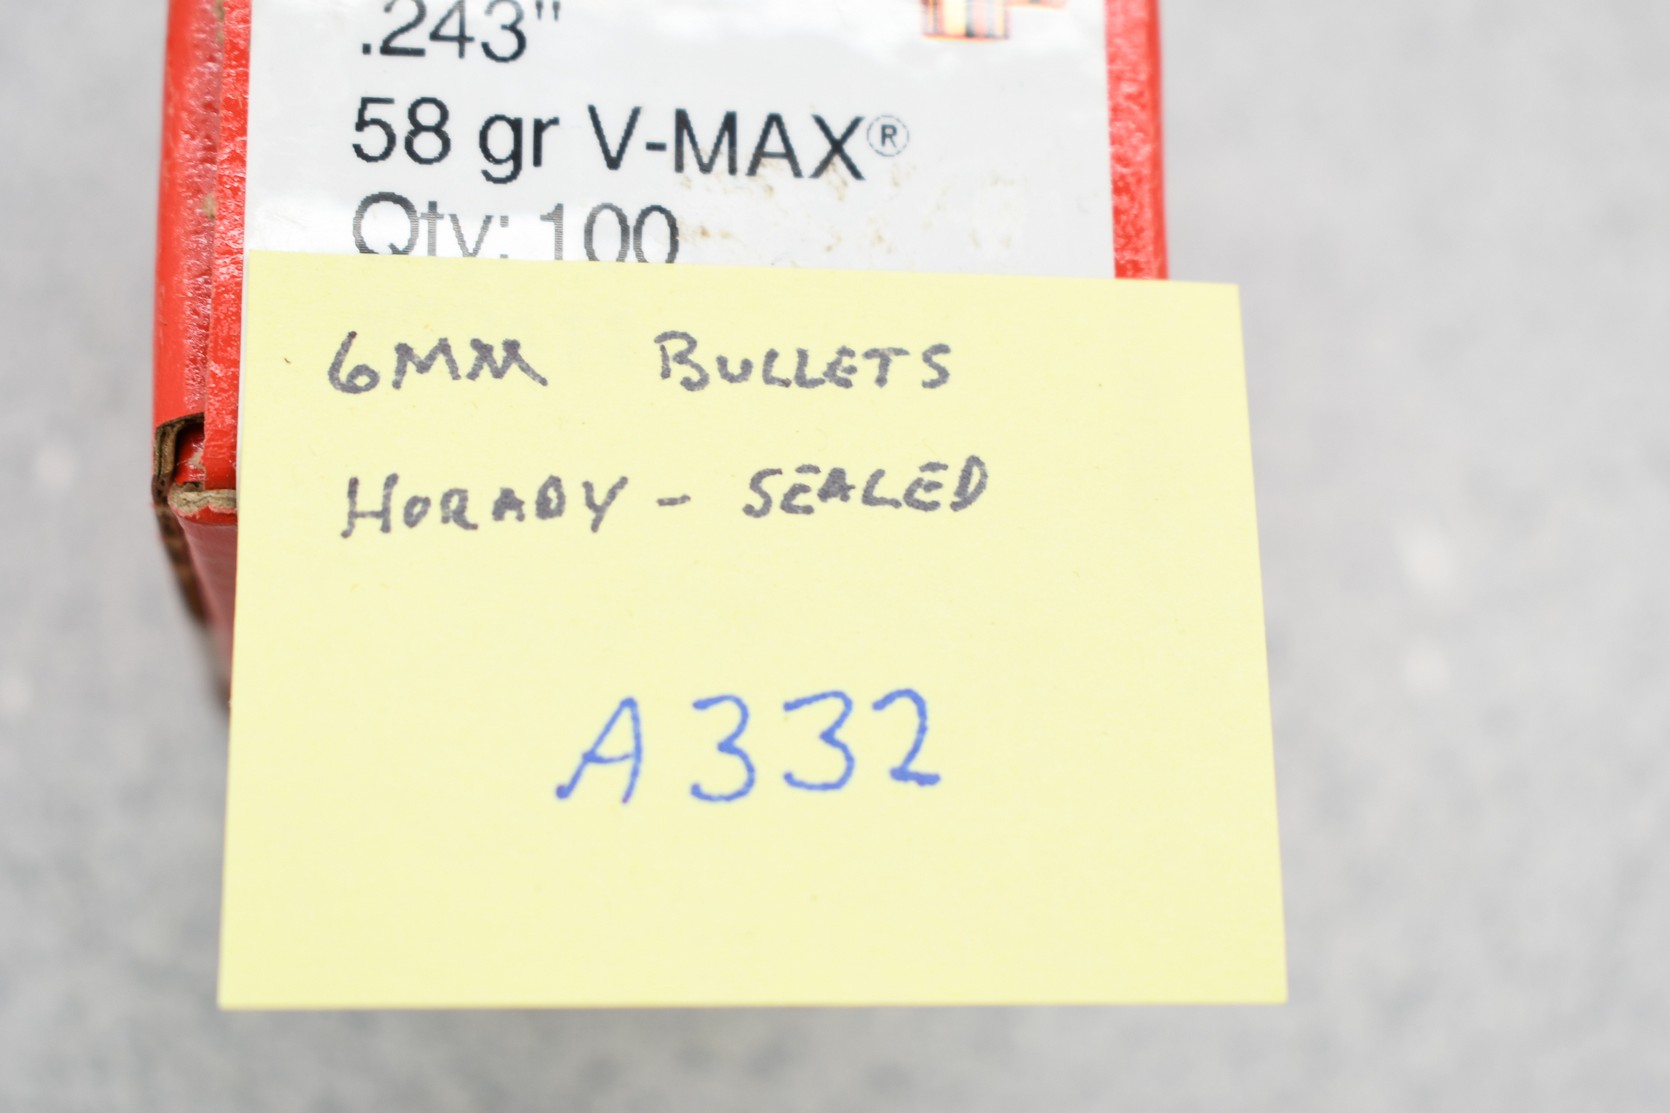 .243"
58 gr V-MAX®
Qty: 100
6MM BULLETS
HORADY - SEALED
A332